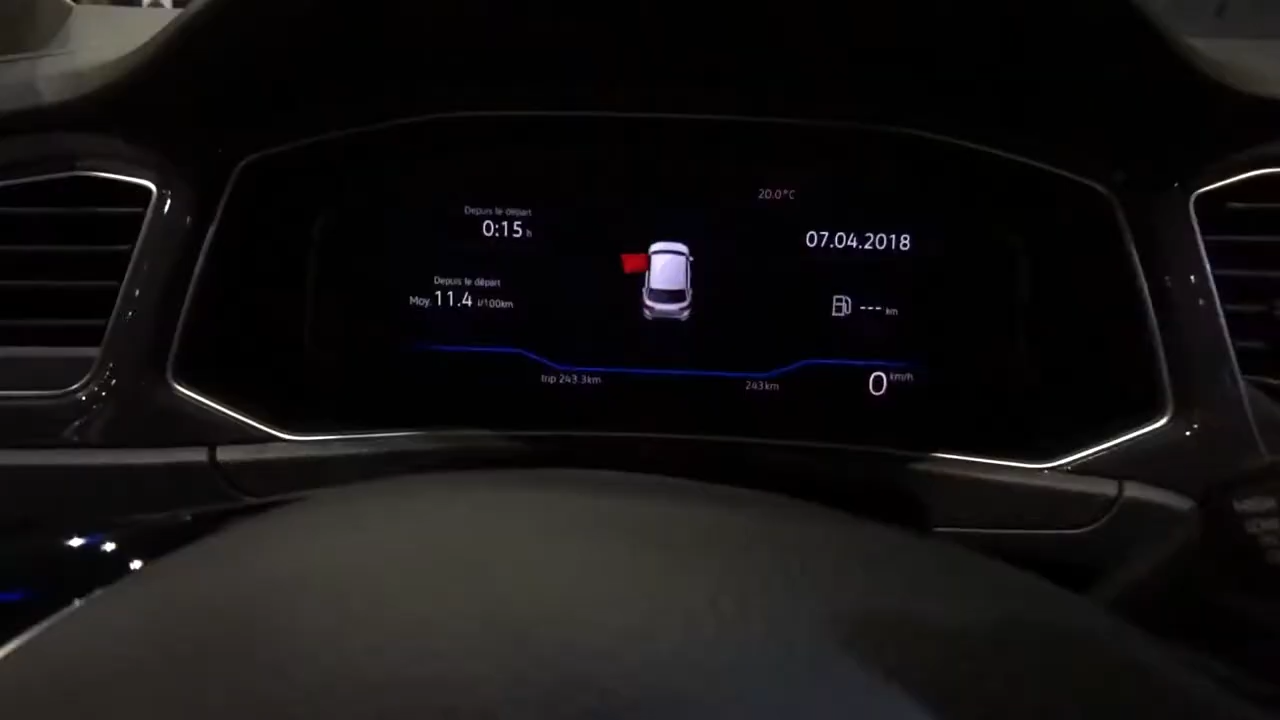 20.0°C
Depuis le départ
0:15 h
07.04.2018
Depuis le départ
Moy. 11.4 l/100km
--- km
trip 243.3km
243km
0 km/h